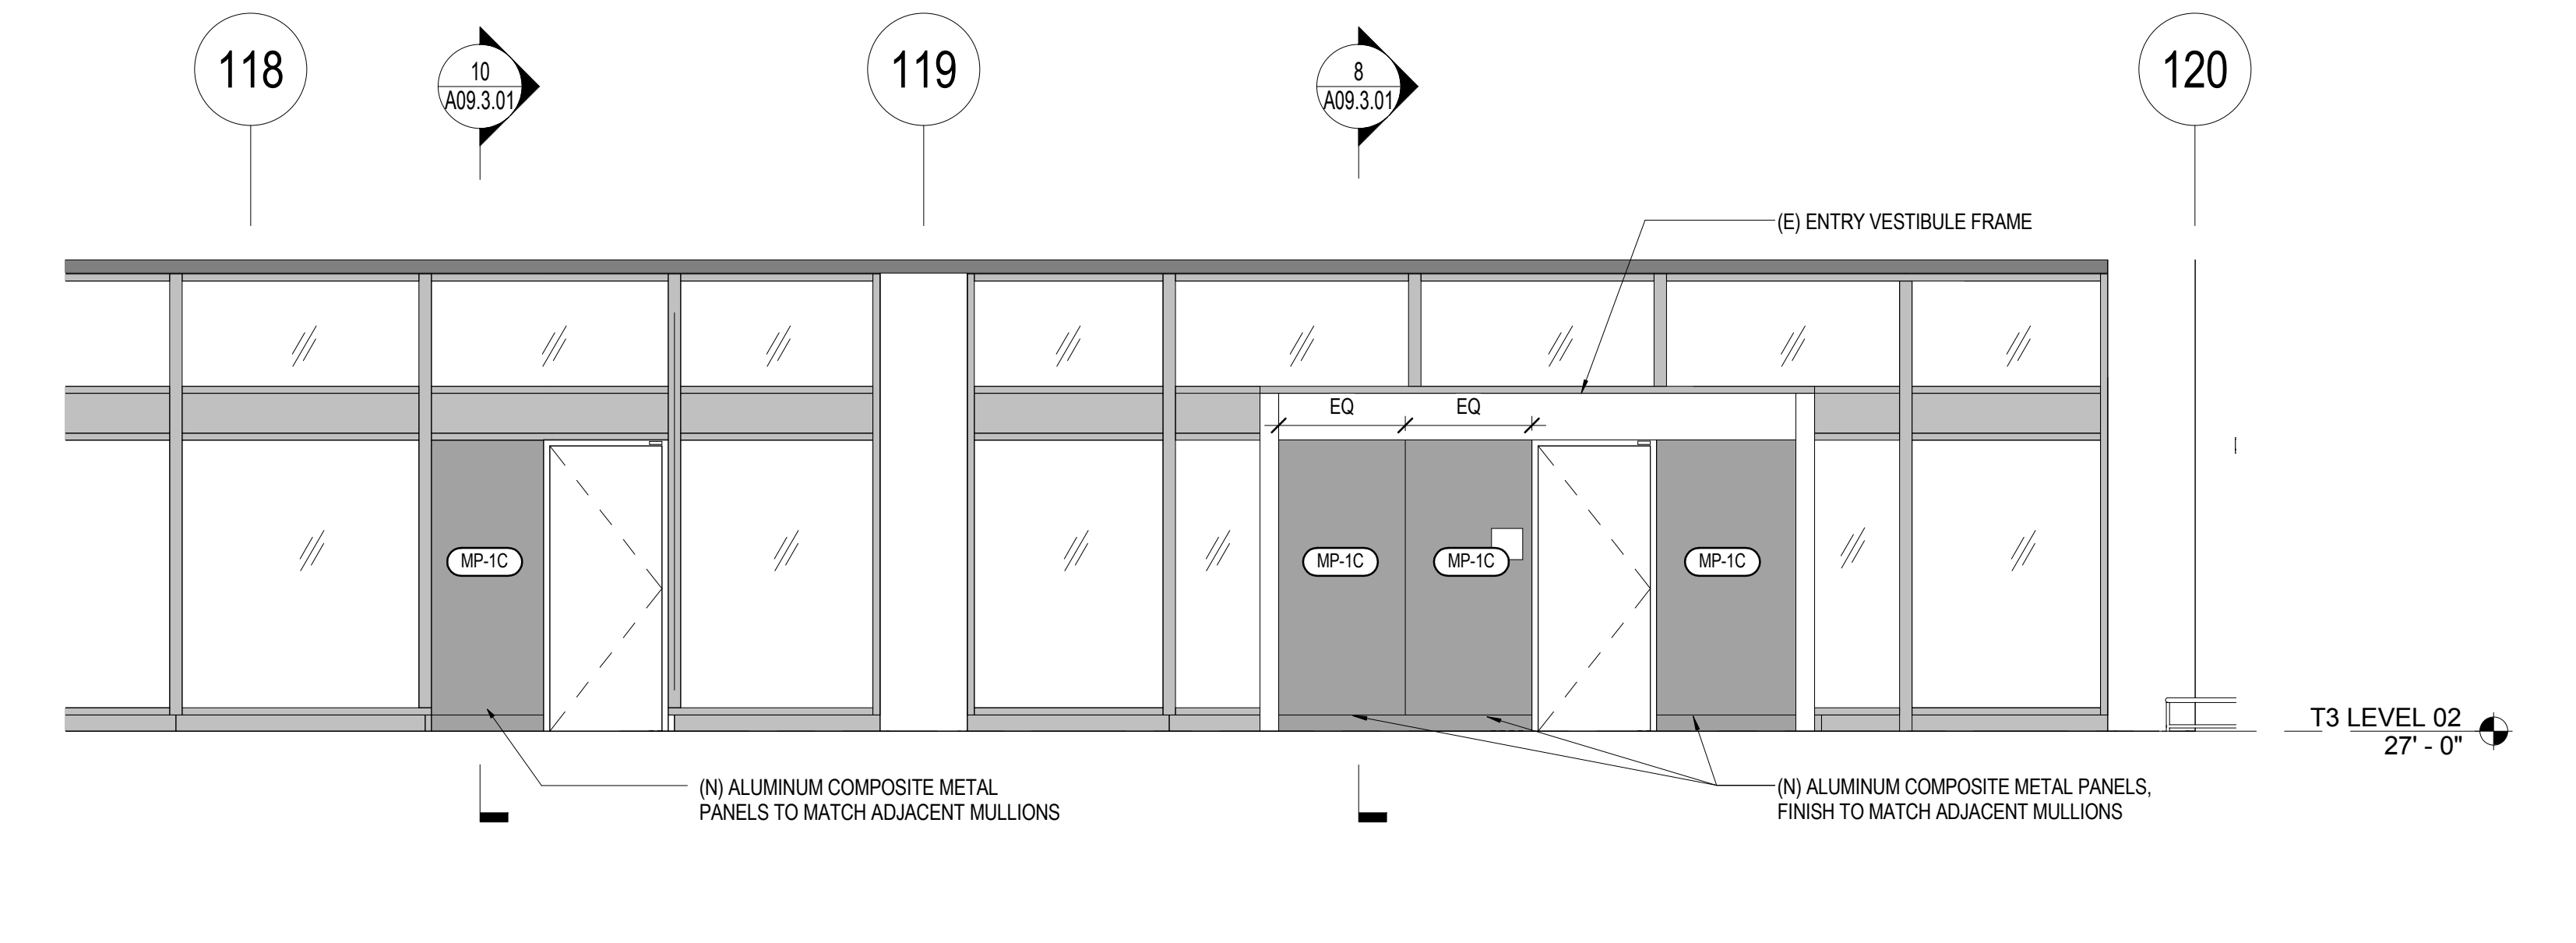 118
10
A09.3.01
119
8
A09.3.01
120
(E) ENTRY VESTIBULE FRAME
EQ
EQ
MP-1C
MP-1C
MP-1C
MP-1C
T3 LEVEL 02
27' - 0"
(N) ALUMINUM COMPOSITE METAL
PANELS TO MATCH ADJACENT MULLIONS
(N) ALUMINUM COMPOSITE METAL PANELS,
FINISH TO MATCH ADJACENT MULLIONS